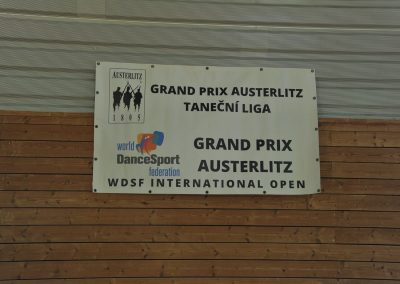 AUSTERLITZ
1805
GRAND PRIX AUSTERLITZ
TANEČNÍ LIGA
world
DanceSport
federation
GRAND PRIX
AUSTERLITZ
WDSF INTERNATIONAL OPEN